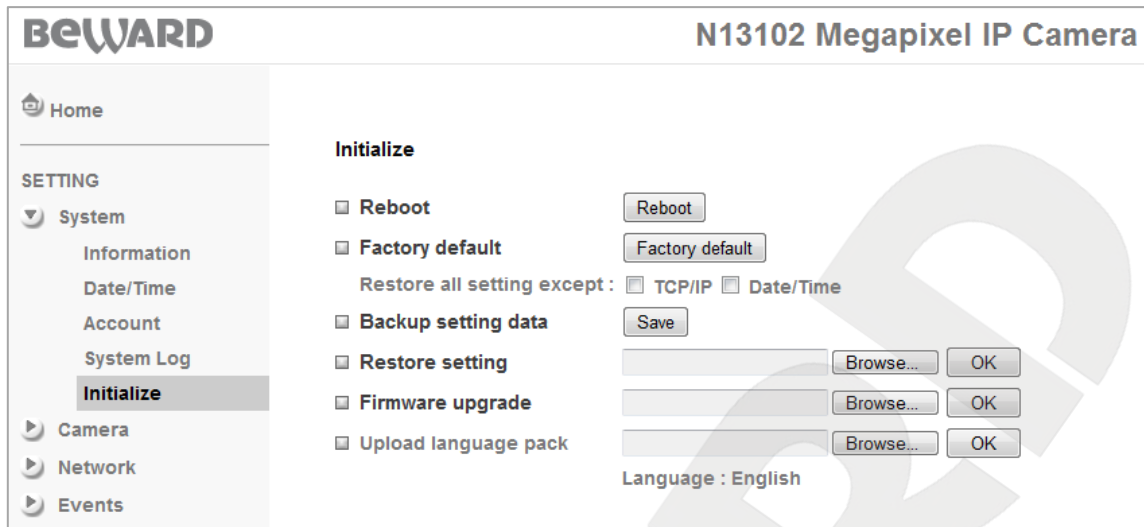 BEWARD
N13102 Megapixel IP Camera
Home
SETTING
System
Information
Date/Time
Account
System Log
Initialize
Camera
Network
Events
Initialize
Reboot Reboot
Factory default Factory default
Restore all setting except : TCP/IP Date/Time
Backup setting data Save
Restore setting Browse... OK
Firmware upgrade Browse... OK
Upload language pack Browse... OK
Language : English